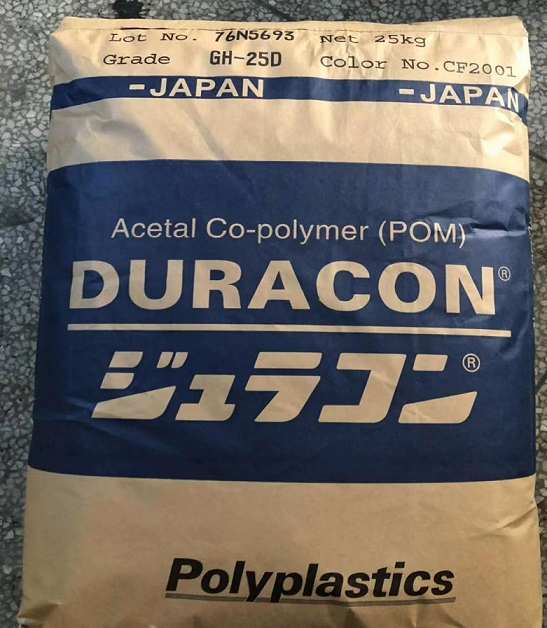 Lot No. 76N5693 Net 25kg
Grade GH-25D Color No.CF2001
-JAPAN -JAPAN
Acetal Co-polymer (POM)
DURACON®
ジュラコン®
Polyplastics